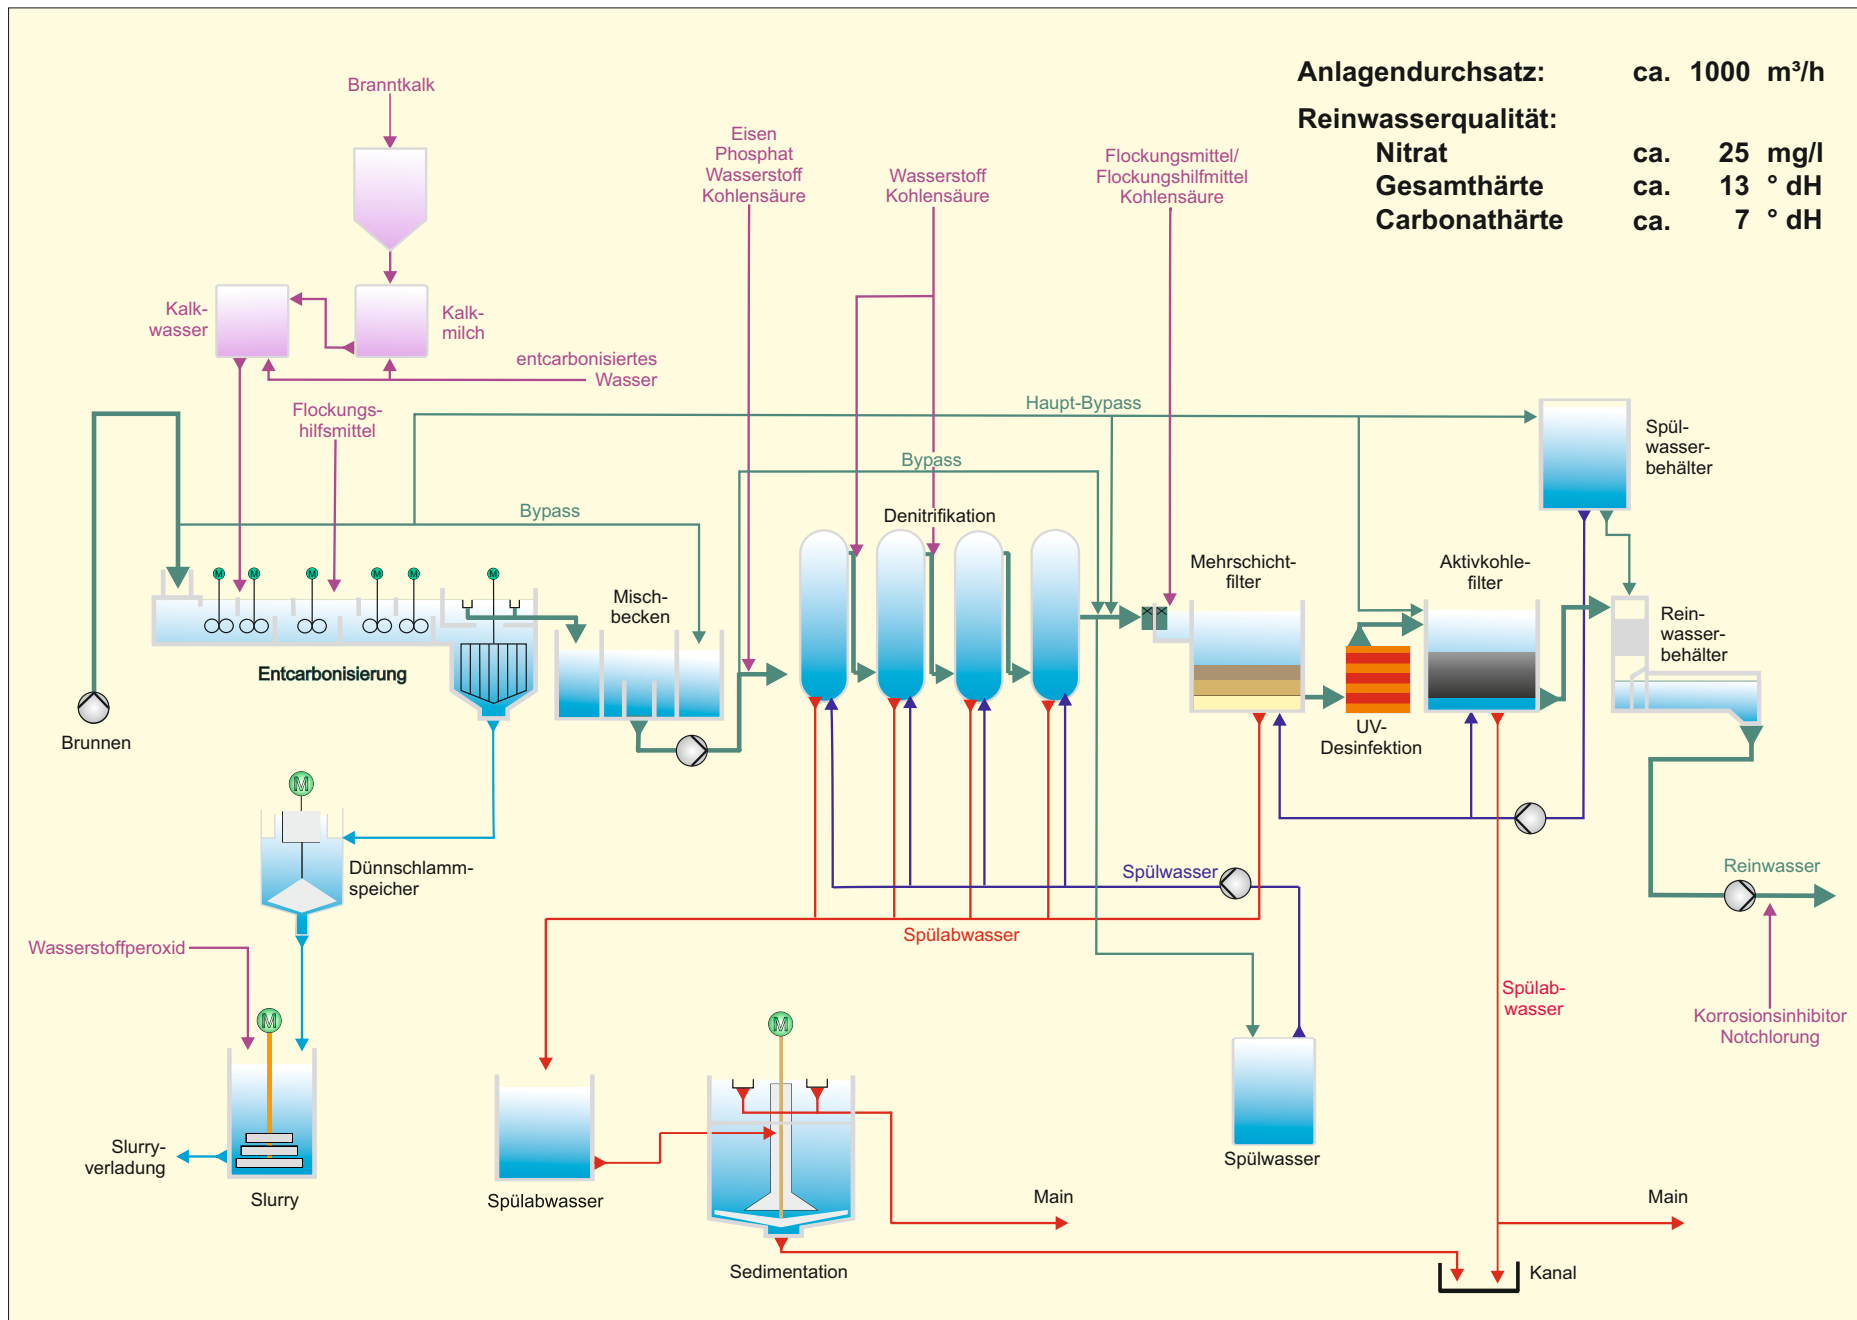 Anlagendurchsatz: ca. 1000 m³/h
Reinwasserqualität:
Nitrat ca. 25 mg/l
Gesamthärte ca. 13 ° dH
Carbonathärte ca. 7 ° dH
Branntkalk
Eisen
Phosphat
Wasserstoff
Kohlensäure
Wasserstoff
Kohlensäure
Flockungsmittel/
Flockungshilfmittel
Kohlensäure
Kalk-
wasser
Kalk-
milch
entcarbonisiertes
Wasser
Flockungs-
hilfsmittel
Haupt-Bypass
Bypass
Bypass
Spül-
wasser-
behälter
Denitrifikation
M
M
M
M
M
M
Mehrschicht-
filter
Aktivkohle-
filter
Misch-
becken
Rein-
wasser-
behälter
Entcarbonisierung
Brunnen
UV-
Desinfektion
M
Dünnschlamm-
speicher
Spülwasser
Reinwasser
Spülabwasser
Wasserstoffperoxid
Spülab-
wasser
Korrosionsinhibitor
Notchlorung
M
M
Slurry-
verladung
Slurry
Spülabwasser
Spülwasser
Main
Main
Sedimentation
Kanal